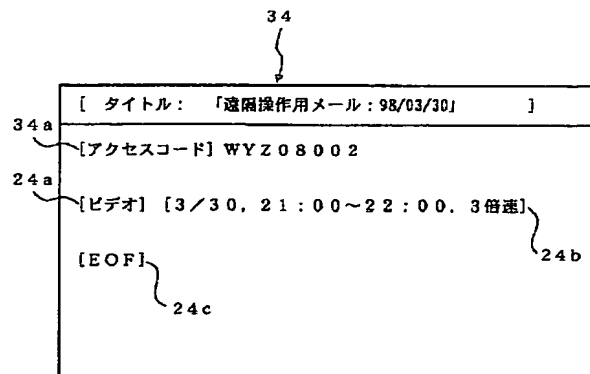 34
[ タイトル： 「遠隔操作用メール：98/03/30」 ]
34a
[アクセスコード] WYZ08002
24a
[ビデオ] [3／30，21：00～22：00．3倍速]
24b
[EOF]
24c